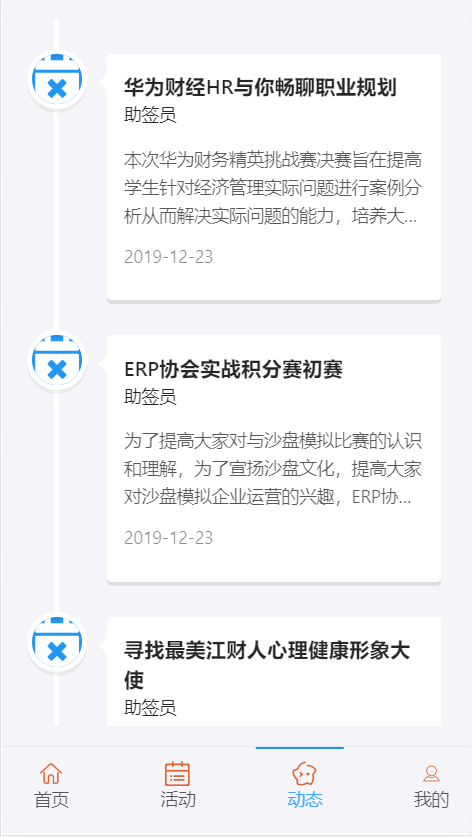 华为财经HR与你畅聊职业规划
助签员
本次华为财务精英挑战赛决赛旨在提高
学生针对经济管理实际问题进行案例分
析从而解决实际问题的能力，培养大...
2019-12-23
ERP协会实战积分赛初赛
助签员
为了提高大家对与沙盘模拟比赛的认识
和理解，为了宣扬沙盘文化，提高大家
对沙盘模拟企业运营的兴趣，ERP协...
2019-12-23
寻找最美江财人心理健康形象大
使
助签员
首页
活动
动态
我的